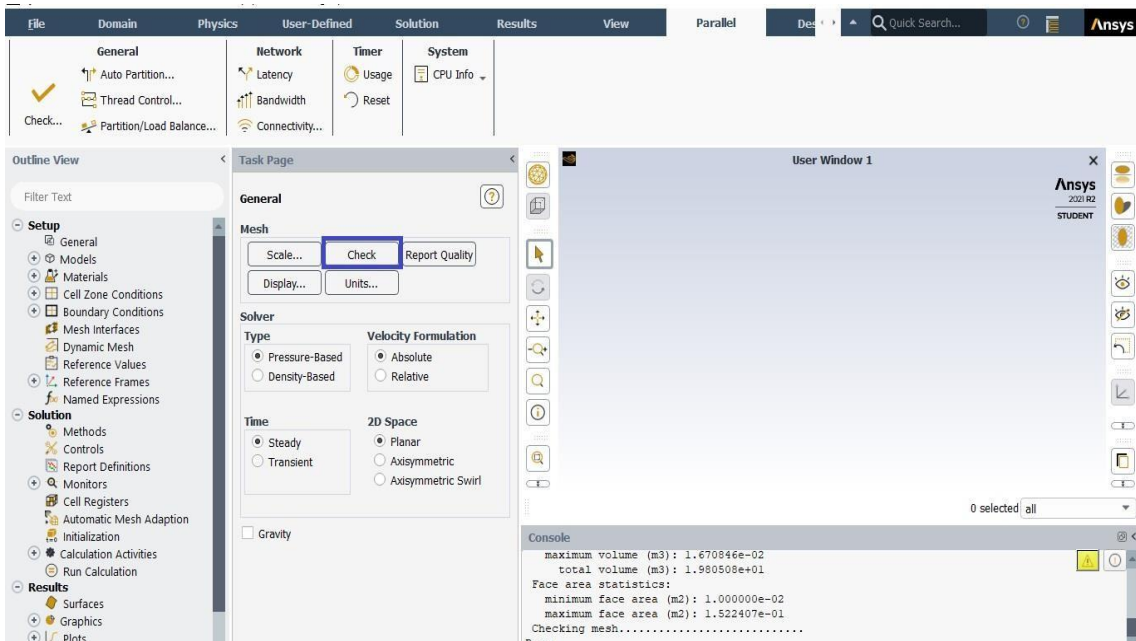 File Domain Physics User-Defined Solution Results View Parallel Des Quick Search... Ansys
General Network Timer System
Auto Partition... Latency Usage CPU Info
Thread Control... Bandwidth Reset
Check... Partition/Load Balance... Connectivity...
Outline View
Filter Text
Setup
General
Models
Materials
Cell Zone Conditions
Boundary Conditions
Mesh Interfaces
Dynamic Mesh
Reference Values
Reference Frames
Named Expressions
Solution
Methods
Controls
Report Definitions
Monitors
Cell Registers
Automatic Mesh Adaption
Initialization
Calculation Activities
Run Calculation
Results
Surfaces
Graphics
Plots
Task Page
General
Mesh
Scale... Check Report Quality
Display... Units...
Solver
Type Velocity Formulation
Pressure-Based Absolute
Density-Based Relative
Time 2D Space
Steady Planar
Transient Axisymmetric
Axisymmetric Swirl
Gravity
User Window 1
Ansys
2021 R2
STUDENT
0 selected all
Console
maximum volume (m3): 1.670846e-02
total volume (m3): 1.980508e+01
Face area statistics:
minimum face area (m2): 1.000000e-02
maximum face area (m2): 1.522407e-01
Checking mesh...........................